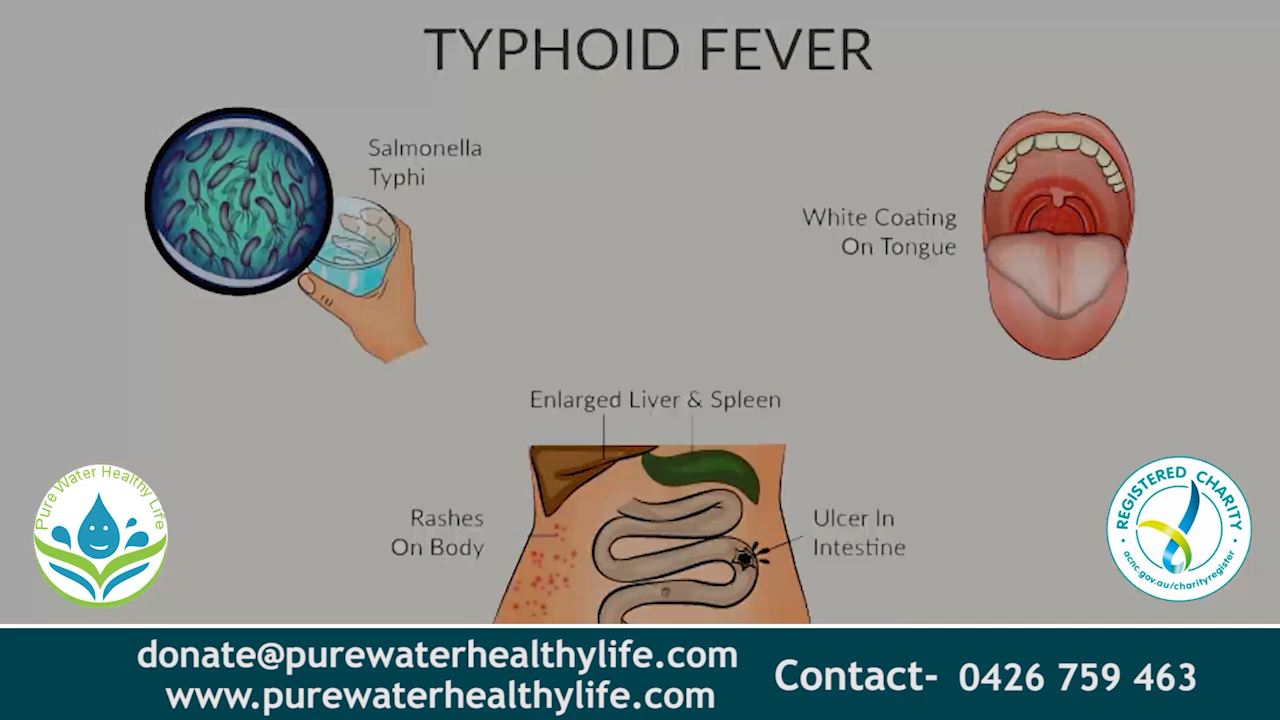 TYPHOID FEVER
Salmonella
Typhi
White Coating
On Tongue
Enlarged Liver & Spleen
Rashes
On Body
Ulcer In
Intestine
Pure Water Healthy Life
REGISTERED CHARITY
acnc.gov.au/charityregister
donate@purewaterhealthylife.com
www.purewaterhealthylife.com
Contact- 0426 759 463